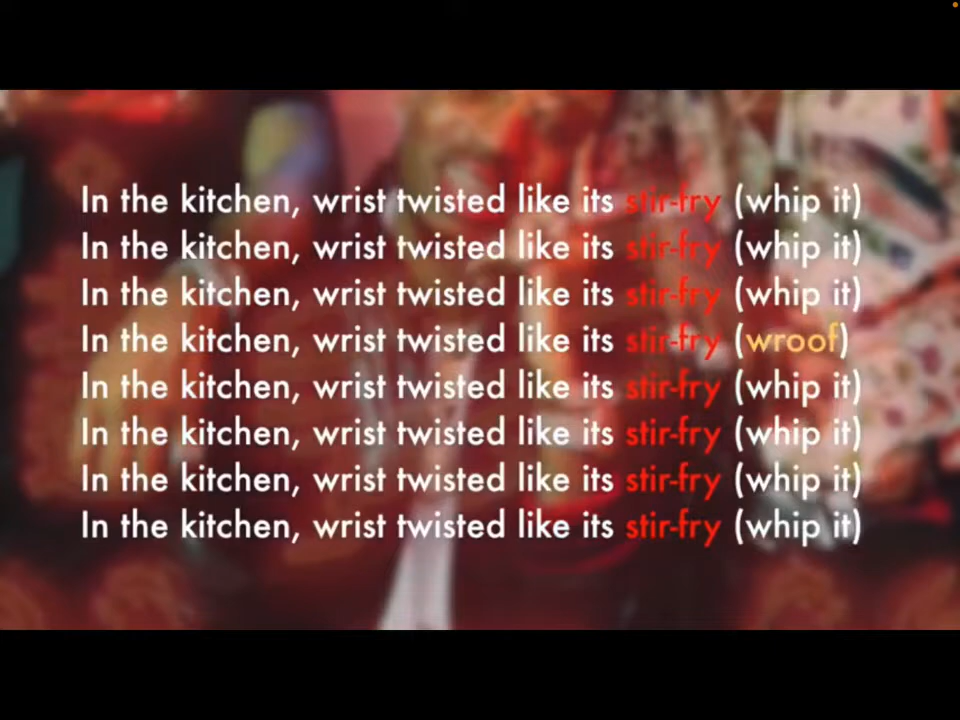 In the kitchen, wrist twisted like its stir-fry (whip it)
In the kitchen, wrist twisted like its stir-fry (whip it)
In the kitchen, wrist twisted like its stir-fry (whip it)
In the kitchen, wrist twisted like its stir-fry (wroof)
In the kitchen, wrist twisted like its stir-fry (whip it)
In the kitchen, wrist twisted like its stir-fry (whip it)
In the kitchen, wrist twisted like its stir-fry (whip it)
In the kitchen, wrist twisted like its stir-fry (whip it)